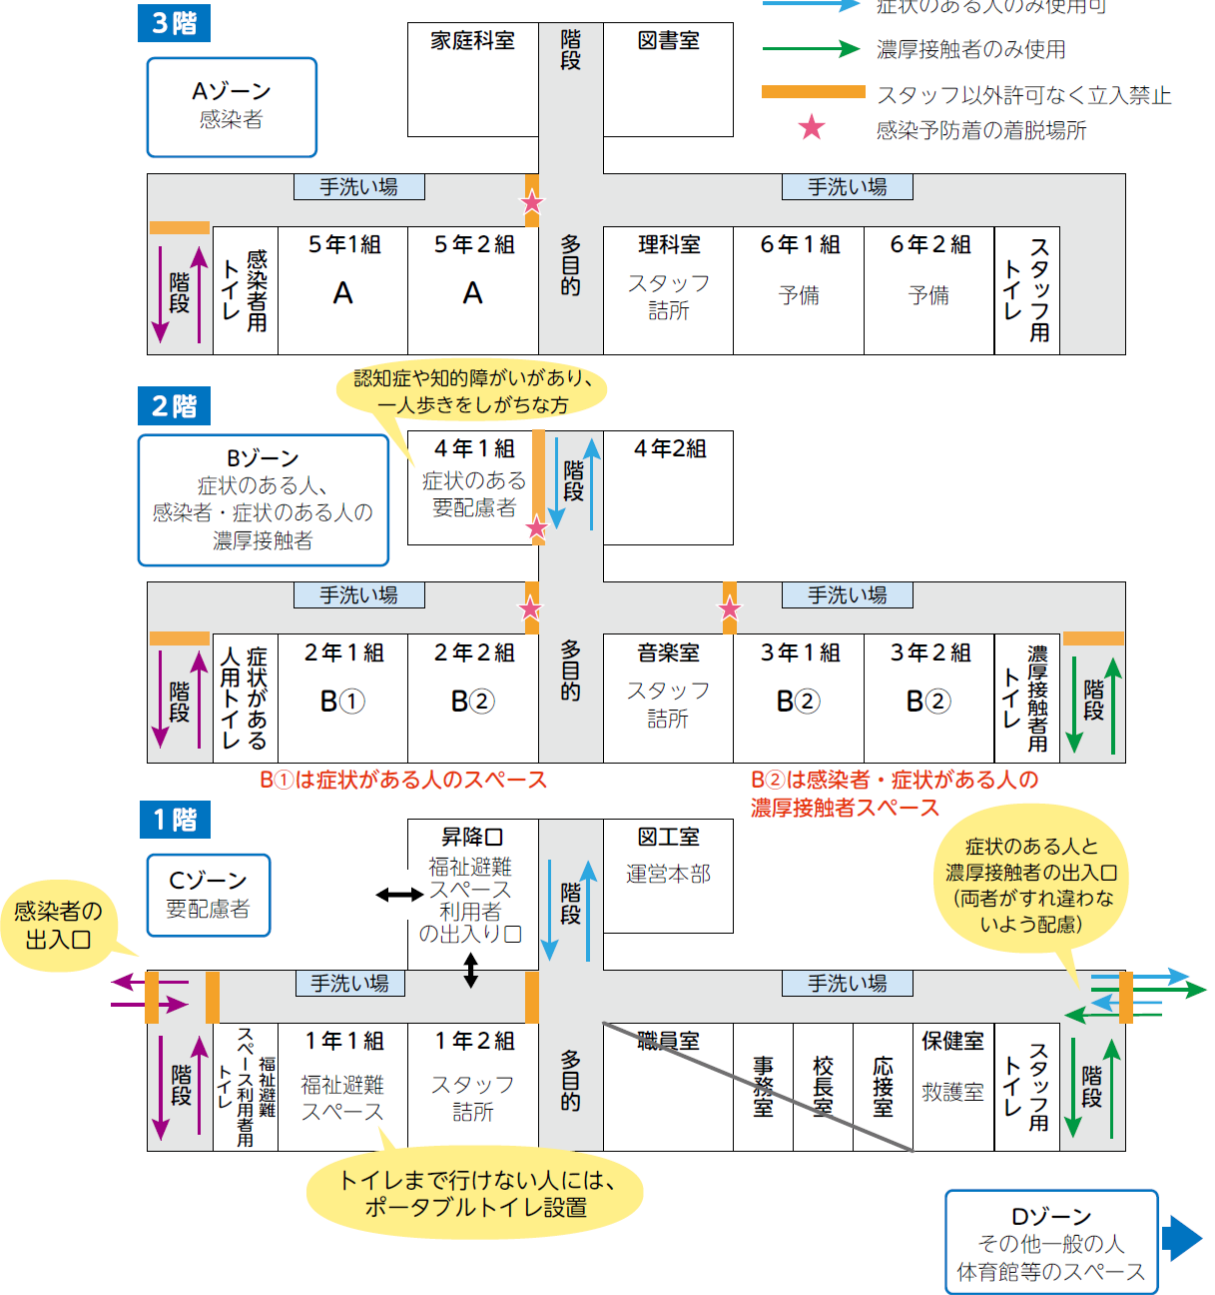 症状のある人のみ使用可
濃厚接触者のみ使用
スタッフ以外許可なく立入禁止
感染予防着の着脱場所
3階
Aゾーン
感染者
家庭科室
階段
図書室
手洗い場
手洗い場
階段
感染者用
トイレ
5年1組
A
5年2組
A
多目的
理科室
スタッフ
詰所
6年1組
予備
6年2組
予備
スタッフ用
トイレ
認知症や知的障がいがあり、
一人歩きをしがちな方
2階
Bゾーン
症状のある人、
感染者・症状のある人の
濃厚接触者
4年1組
症状のある
要配慮者
階段
4年2組
手洗い場
手洗い場
階段
症状がある
人用トイレ
2年1組
B①
2年2組
B②
多目的
音楽室
スタッフ
詰所
3年1組
B②
3年2組
B②
濃厚接触者用
トイレ
階段
B①は症状がある人のスペース
B②は感染者・症状がある人の
濃厚接触者スペース
1階
Cゾーン
要配慮者
感染者の
出入口
昇降口
福祉避難
スペース
利用者
の出入り口
階段
図工室
運営本部
症状のある人と
濃厚接触者の出入口
(両者がすれ違わな
いよう配慮)
手洗い場
手洗い場
階段
福祉避難
スペース利用者用
トイレ
1年1組
福祉避難
スペース
1年2組
スタッフ
詰所
多目的
職員室
事務室
校長室
応接室
保健室
救護室
スタッフ用
トイレ
階段
トイレまで行けない人には、
ポータブルトイレ設置
Dゾーン
その他一般の人
体育館等のスペース